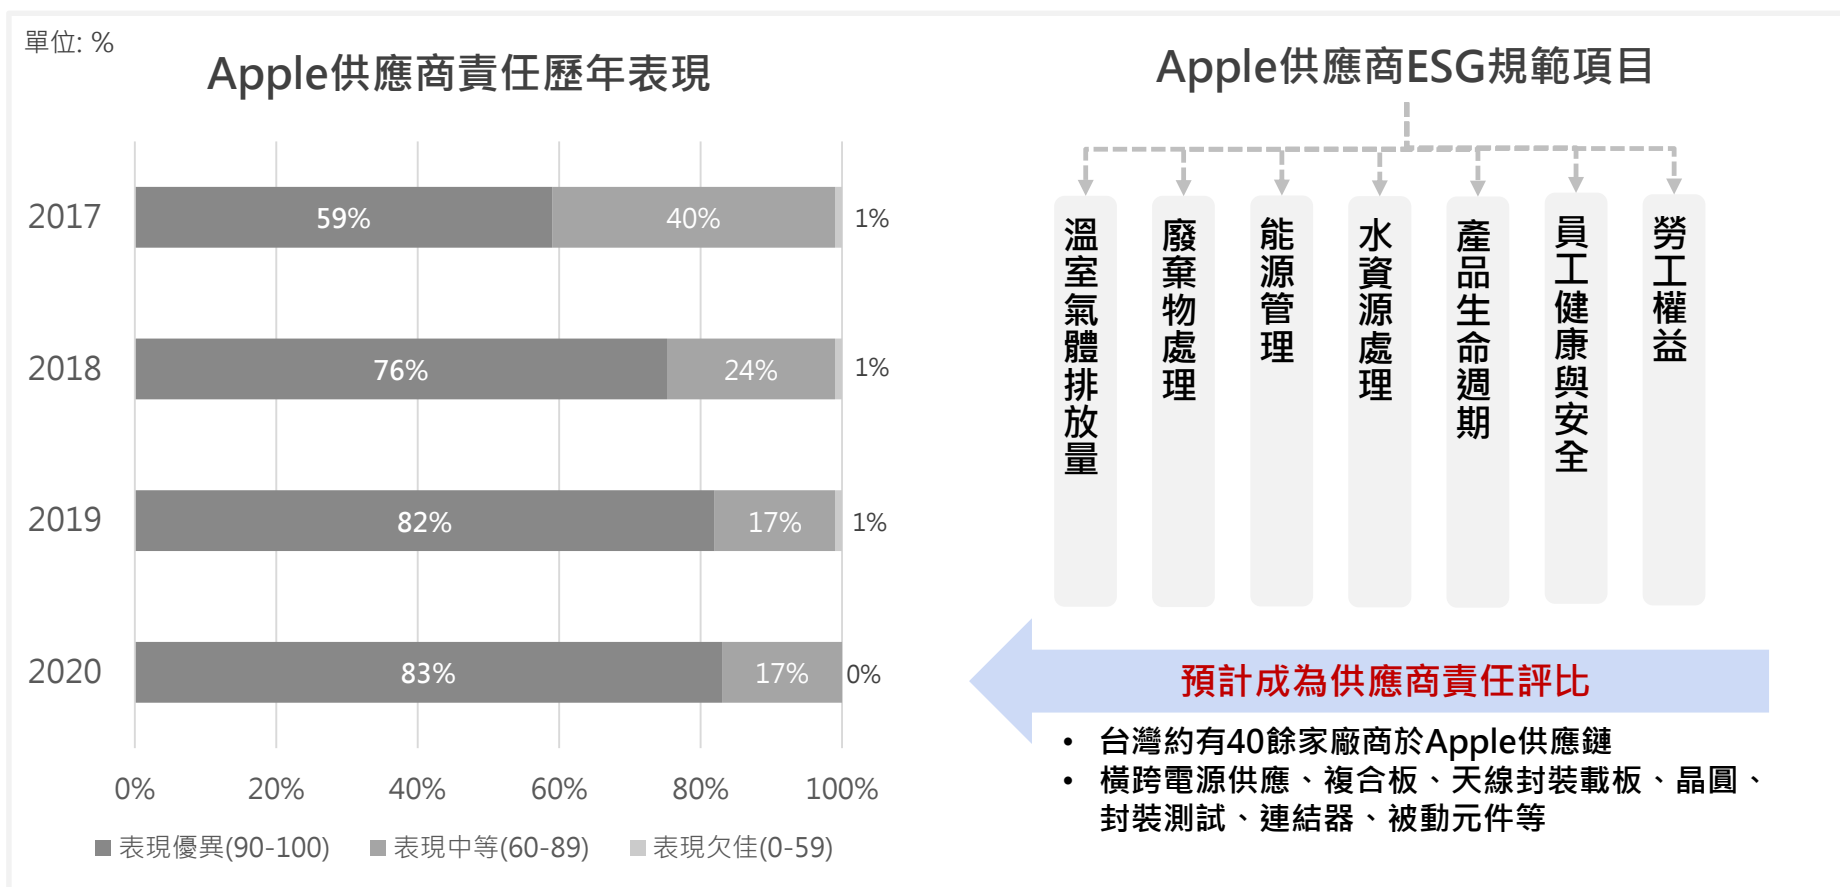 單位: %
Apple供應商責任歷年表現
2017
59%
40%
1%
2018
76%
24%
1%
2019
82%
17%
1%
2020
83%
17%
0%
0%
20%
40%
60%
80%
100%
表現優異(90-100)
表現中等(60-89)
表現欠佳(0-59)
Apple供應商ESG規範項目
溫室氣體排放量
廢棄物處理
能源管理
水資源處理
產品生命週期
員工健康與安全
勞工權益
預計成為供應商責任評比
• 台灣約有40餘家廠商於Apple供應鏈
• 橫跨電源供應、複合板、天線封裝載板、晶圓、
封裝測試、連結器、被動元件等